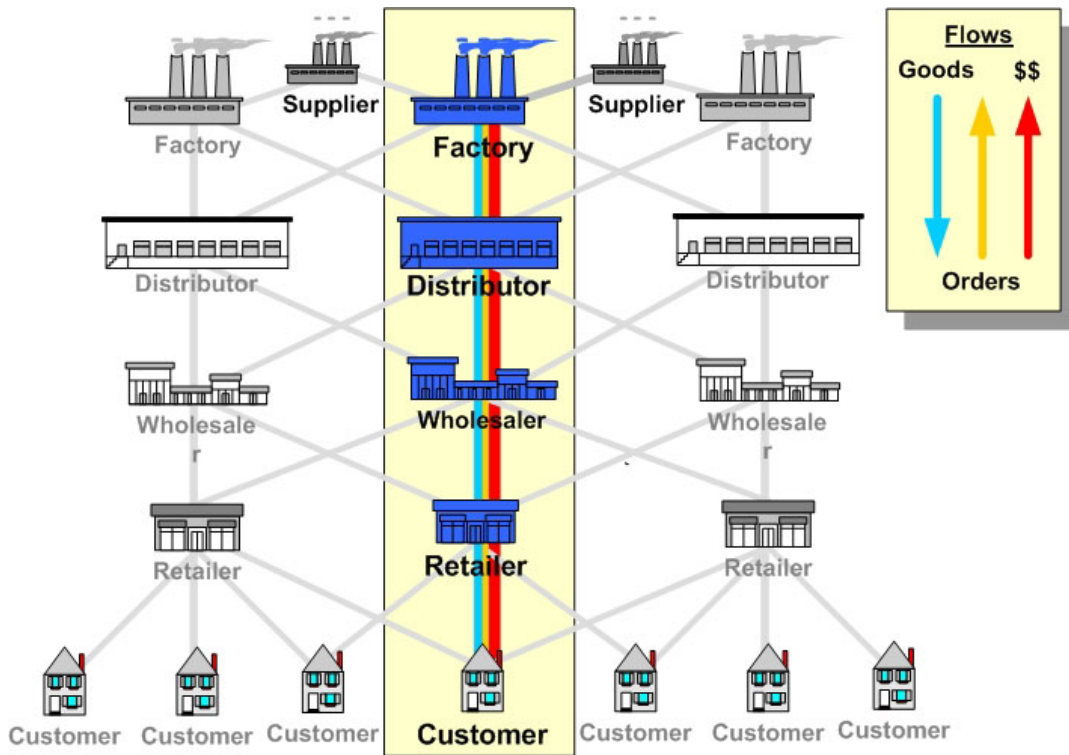 Flows
Goods $$
Orders
Supplier Supplier
Factory Factory Factory
Distributor Distributor Distributor
Wholesale Wholesaler Wholesale
r r
Retailer Retailer Retailer
Customer Customer Customer Customer Customer Customer Customer